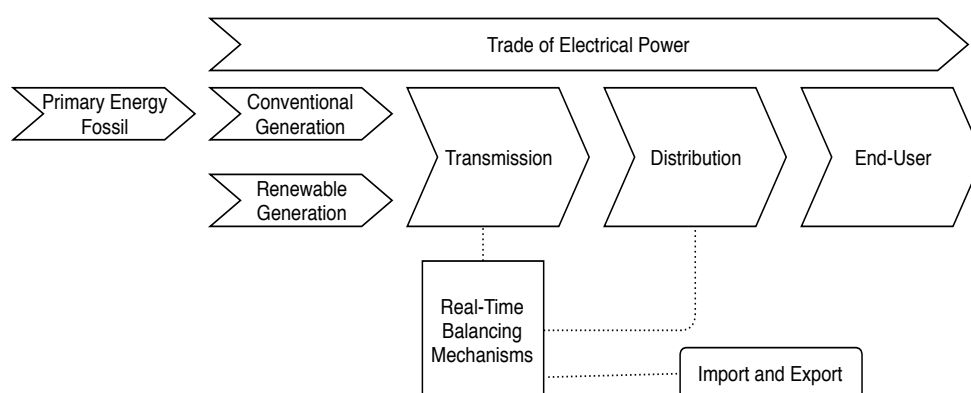 Trade of Electrical Power
Primary Energy
Fossil
Conventional
Generation
Renewable
Generation
Transmission
Distribution
End-User
Real-Time
Balancing
Mechanisms
Import and Export